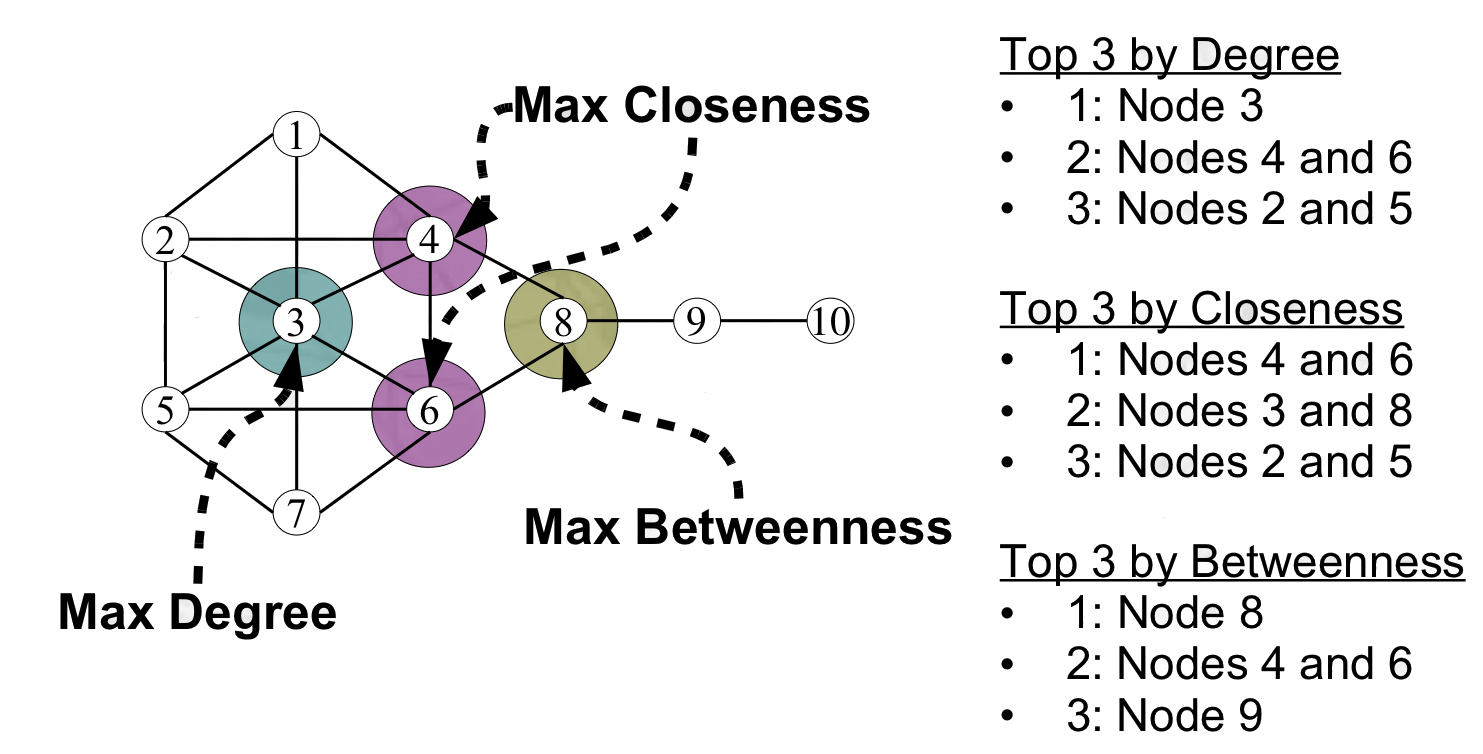 Max Closeness
1
2
4
3
8
9
10
5
6
7
Max Betweenness
Max Degree
Top 3 by Degree
• 1: Node 3
• 2: Nodes 4 and 6
• 3: Nodes 2 and 5
Top 3 by Closeness
• 1: Nodes 4 and 6
• 2: Nodes 3 and 8
• 3: Nodes 2 and 5
Top 3 by Betweenness
• 1: Node 8
• 2: Nodes 4 and 6
• 3: Node 9